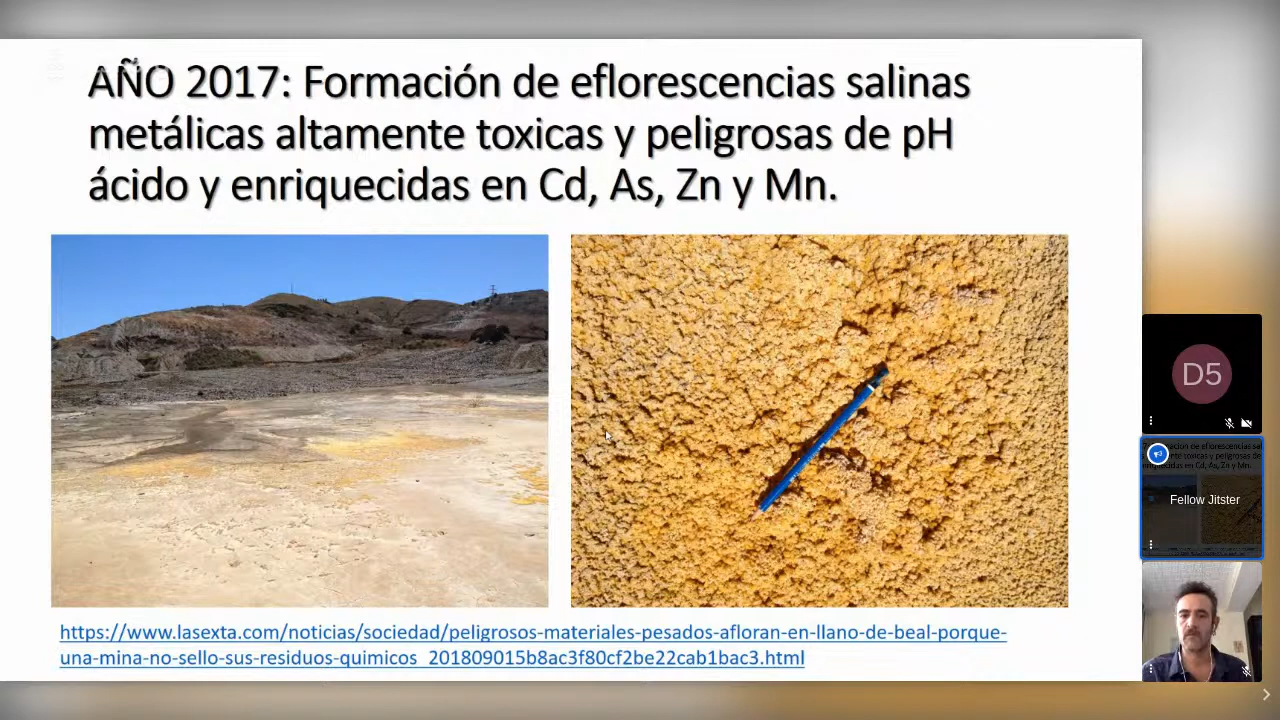 AÑO 2017: Formación de eflorescencias salinas
metálicas altamente toxicas y peligrosas de pH
ácido y enriquecidas en Cd, As, Zn y Mn.
https://www.lasexta.com/noticias/sociedad/peligrosos-materiales-pesados-afloran-en-llano-de-beal-porque-
una-mina-no-sello-sus-residuos-quimicos_201809015b8ac3f80cf2be22cab1bac3.html
D5
Fellow Jitster